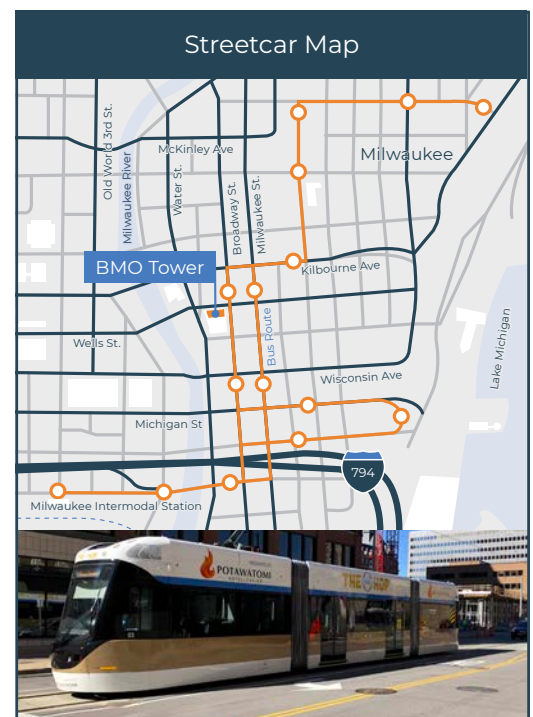 Streetcar Map
Old World 3rd St.
Milwaukee River
McKinley Ave
Water St.
Broadway St.
Milwaukee St.
Milwaukee
BMO Tower
Kilbourne Ave
Bus Route
Lake Michigan
Wells St.
Wisconsin Ave
Michigan St
794
Milwaukee Intermodal Station
POTAWATOMI
THE HOP